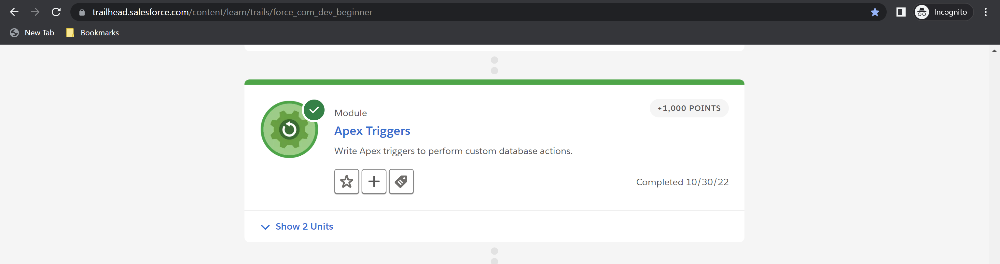 trailhead.salesforce.com/content/learn/trails/force_com_dev_beginner
Incognito
New Tab
Bookmarks
Module
+1,000 POINTS
Apex Triggers
Write Apex triggers to perform custom database actions.
Completed 10/30/22
Show 2 Units